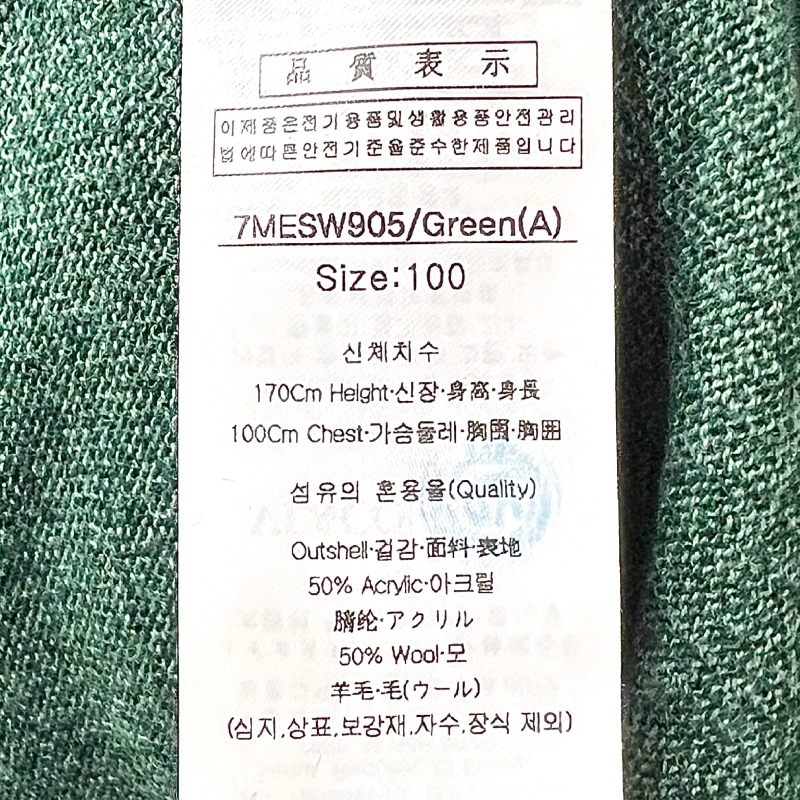 品質表示
이제품은전기용품및생활용품안전관리
법에따른안전기준을준수한제품입니다
7MESW905/Green(A)
Size:100
신체치수
170Cm Height·신장·身高·身長
100Cm Chest·가슴둘레·胸围·胸囲
섬유의 혼용율(Quality)
Outshell·겉감·面料·表地
50% Acrylic·아크릴
腈纶·アクリル
50% Wool·모
羊毛·毛(ウール)
(심지,상표,보강재,자수,장식 제외)